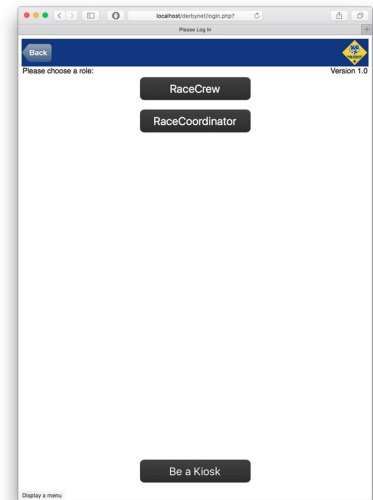 localhost/derbynet/login.php?
Please Log In
Back
Please choose a role:
Version 1.0
RaceCrew
RaceCoordinator
Be a Kiosk
Display a menu